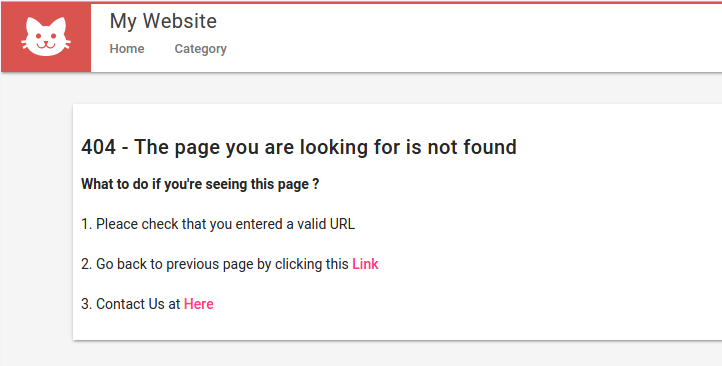 My Website
Home Category
404 - The page you are looking for is not found
What to do if you're seeing this page ?
1. Pleace check that you entered a valid URL
2. Go back to previous page by clicking this Link
3. Contact Us at Here